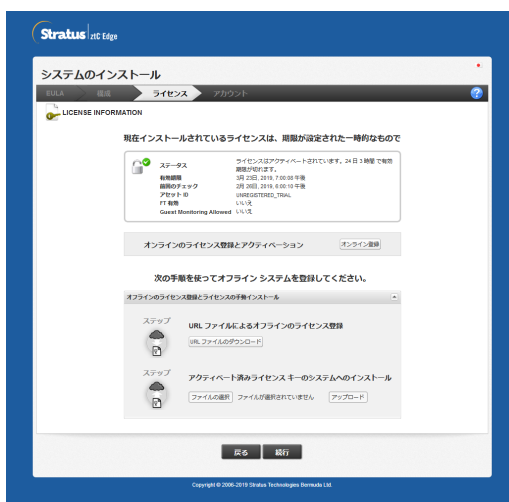 Stratus ztC Edge
システムのインストール
EULA 構成 ライセンス アカウント
LICENSE INFORMATION
現在インストールされているライセンスは、期限が設定された一時的なもので
ステータス ライセンスはアクティベートされています。24 日 3 時間 で有効期限が切れます。
有効期限 3月 23日, 2019, 7:00:06 午後
前回のチェック 2月 26日, 2019, 6:00:10 午後
アセット ID UNREGISTERED_TRIAL
FT 有効 いいえ
Guest Monitoring Allowed いいえ
オンラインのライセンス登録とアクティベーション オンライン登録
次の手順を使ってオフライン システムを登録してください。
オフラインのライセンス登録とライセンスの手動インストール
ステップ
URL ファイルによるオフラインのライセンス登録
URL ファイルのダウンロード
ステップ
アクティベート済みライセンス キーのシステムへのインストール
ファイルの選択 ファイルが選択されていません アップロード
戻る 続行
Copyright © 2006-2019 Stratus Technologies Bermuda Ltd.